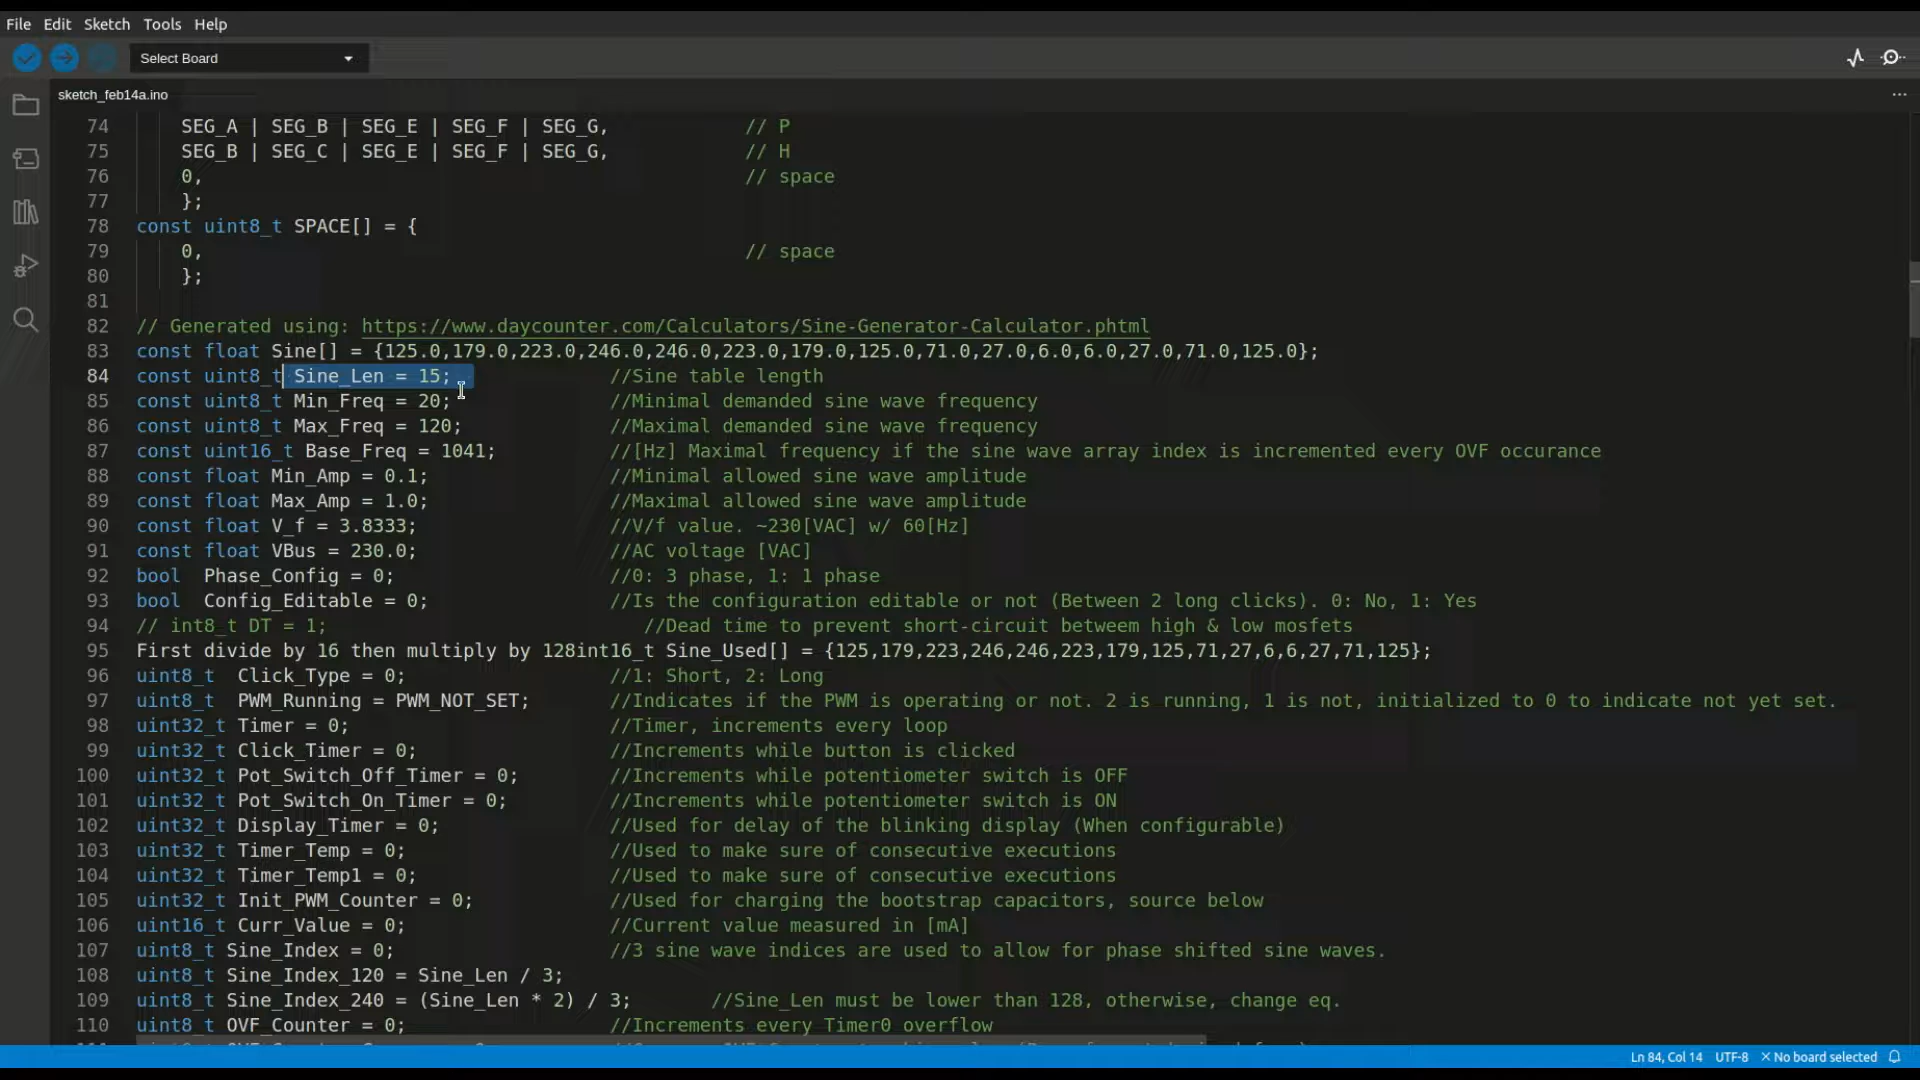 File Edit Sketch Tools Help
Select Board
sketch_feb14a.ino
74 SEG_A | SEG_B | SEG_E | SEG_F | SEG_G, // P
75 SEG_B | SEG_C | SEG_E | SEG_F | SEG_G, // H
76 0, // space
77 };
78 const uint8_t SPACE[] = {
79 0, // space
80 };
81
82 // Generated using: https://www.daycounter.com/Calculators/Sine-Generator-Calculator.phtml
83 const float Sine[] = {125.0,179.0,223.0,246.0,246.0,223.0,179.0,125.0,71.0,27.0,6.0,6.0,27.0,71.0,125.0};
84 const uint8_t Sine_Len = 15; //Sine table length
85 const uint8_t Min_Freq = 20; //Minimal demanded sine wave frequency
86 const uint8_t Max_Freq = 120; //Maximal demanded sine wave frequency
87 const uint16_t Base_Freq = 1041; //[Hz] Maximal frequency if the sine wave array index is incremented every OVF occurance
88 const float Min_Amp = 0.1; //Minimal allowed sine wave amplitude
89 const float Max_Amp = 1.0; //Maximal allowed sine wave amplitude
90 const float V_f = 3.8333; //V/f value. ~230[VAC] w/ 60[Hz]
91 const float VBus = 230.0; //AC voltage [VAC]
92 bool Phase_Config = 0; //0: 3 phase, 1: 1 phase
93 bool Config_Editable = 0; //Is the configuration editable or not (Between 2 long clicks). 0: No, 1: Yes
94 // int8_t DT = 1; //Dead time to prevent short-circuit betweem high & low mosfets
95 First divide by 16 then multiply by 128int16_t Sine_Used[] = {125,179,223,246,246,223,179,125,71,27,6,6,27,71,125};
96 uint8_t Click_Type = 0; //1: Short, 2: Long
97 uint8_t PWM_Running = PWM_NOT_SET; //Indicates if the PWM is operating or not. 2 is running, 1 is not, initialized to 0 to indicate not yet set.
98 uint32_t Timer = 0; //Timer, increments every loop
99 uint32_t Click_Timer = 0; //Increments while button is clicked
100 uint32_t Pot_Switch_Off_Timer = 0; //Increments while potentiometer switch is OFF
101 uint32_t Pot_Switch_On_Timer = 0; //Increments while potentiometer switch is ON
102 uint32_t Display_Timer = 0; //Used for delay of the blinking display (When configurable)
103 uint32_t Timer_Temp = 0; //Used to make sure of consecutive executions
104 uint32_t Timer_Temp1 = 0; //Used to make sure of consecutive executions
105 uint32_t Init_PWM_Counter = 0; //Used for charging the bootstrap capacitors, source below
106 uint16_t Curr_Value = 0; //Current value measured in [mA]
107 uint8_t Sine_Index = 0; //3 sine wave indices are used to allow for phase shifted sine waves.
108 uint8_t Sine_Index_120 = Sine_Len / 3;
109 uint8_t Sine_Index_240 = (Sine_Len * 2) / 3; //Sine_Len must be lower than 128, otherwise, change eq.
110 uint8_t OVF_Counter = 0; //Increments every Timer0 overflow
Ln 84, Col 14 UTF-8 No board selected